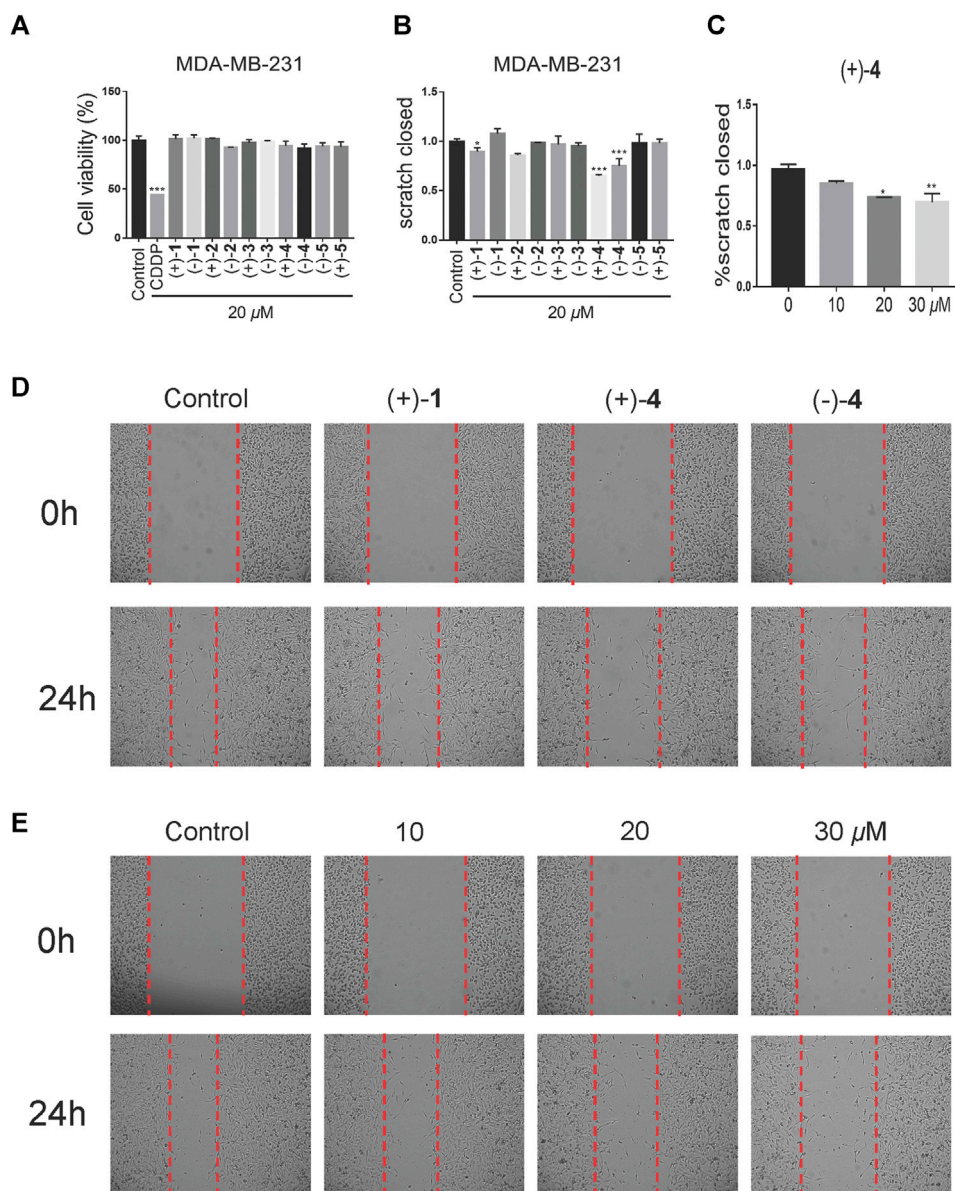 A
MDA-MB-231
Cell viability (%)
150
100
50
0
Control
CDDP
(+)-1
(-)-1
(+)-2
(-)-2
(+)-3
(-)-3
(+)-4
(-)-4
(-)-5
(+)-5
***
20 µM
B
MDA-MB-231
scratch closed
1.5
1.0
0.5
0.0
Control
(+)-1
(-)-1
(+)-2
(-)-2
(+)-3
(-)-3
(+)-4
(-)-4
(-)-5
(+)-5
*
***
***
20 µM
C
(+)-4
%scratch closed
1.5
1.0
0.5
0.0
*
**
0 10 20 30 µM
D
Control (+)-1 (+)-4 (-)-4
0h
24h
E
Control 10 20 30 µM
0h
24h